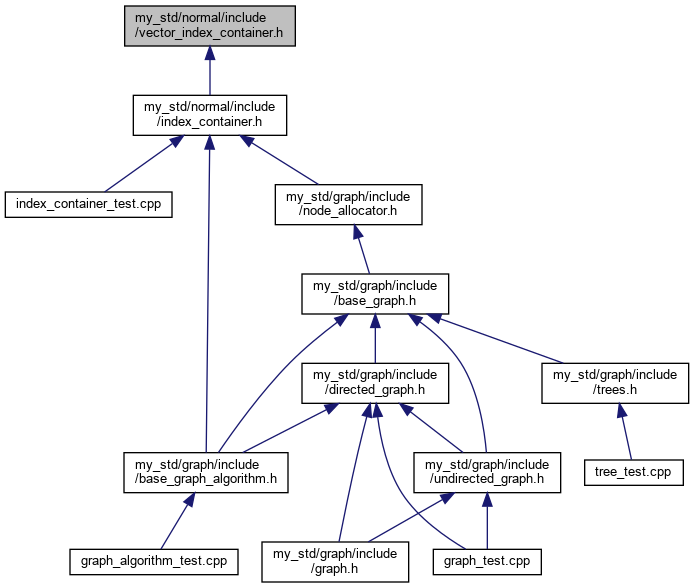 my_std/normal/include
/vector_index_container.h
my_std/normal/include
/index_container.h
index_container_test.cpp
my_std/graph/include
/node_allocator.h
my_std/graph/include
/base_graph.h
my_std/graph/include
/directed_graph.h
my_std/graph/include
/trees.h
my_std/graph/include
/base_graph_algorithm.h
my_std/graph/include
/undirected_graph.h
tree_test.cpp
graph_algorithm_test.cpp
my_std/graph/include
/graph.h
graph_test.cpp